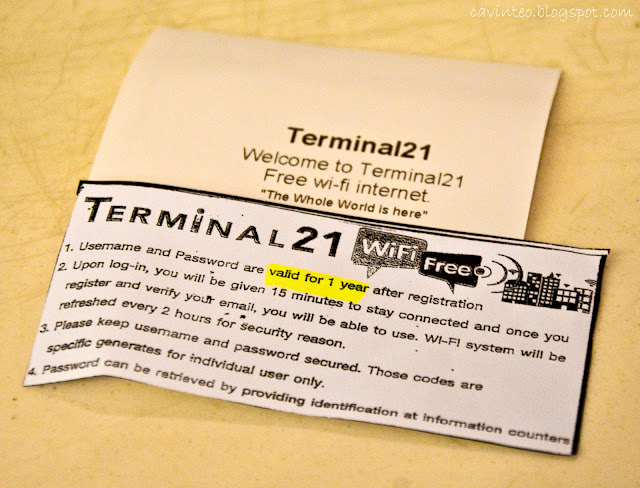 cavinteo.blogspot.com
Terminal21
Welcome to Terminal21
Free wi-fi internet.
"The Whole World is here"
TERMiNAL 21 WiFi Free
1. Username and Password are valid for 1 year after registration
2. Upon log-in, you will be given 15 minutes to stay connected and once you
register and verify your email, you will be able to use. WI-FI system will be
refreshed every 2 hours for security reason.
3. Please keep username and password secured. Those codes are
specific generates for individual user only.
4. Password can be retrieved by providing identification at information counters